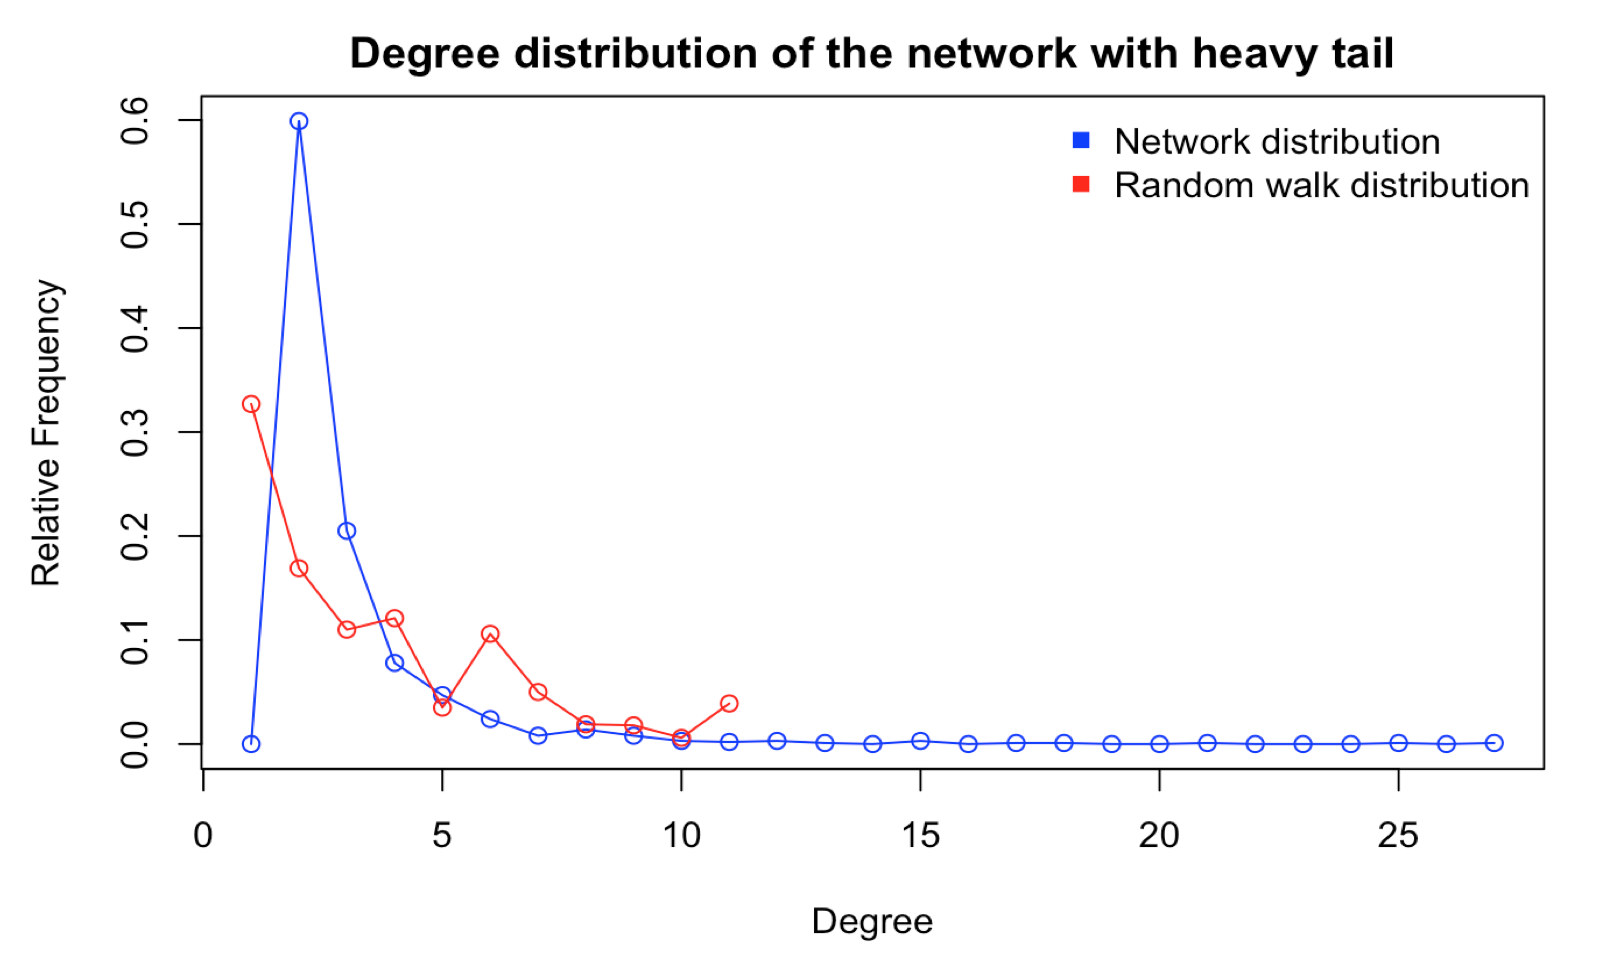 Degree distribution of the network with heavy tail
Network distribution
Random walk distribution
Relative Frequency
0.6
0.5
0.4
0.3
0.2
0.1
0.0
0 5 10 15 20 25
Degree